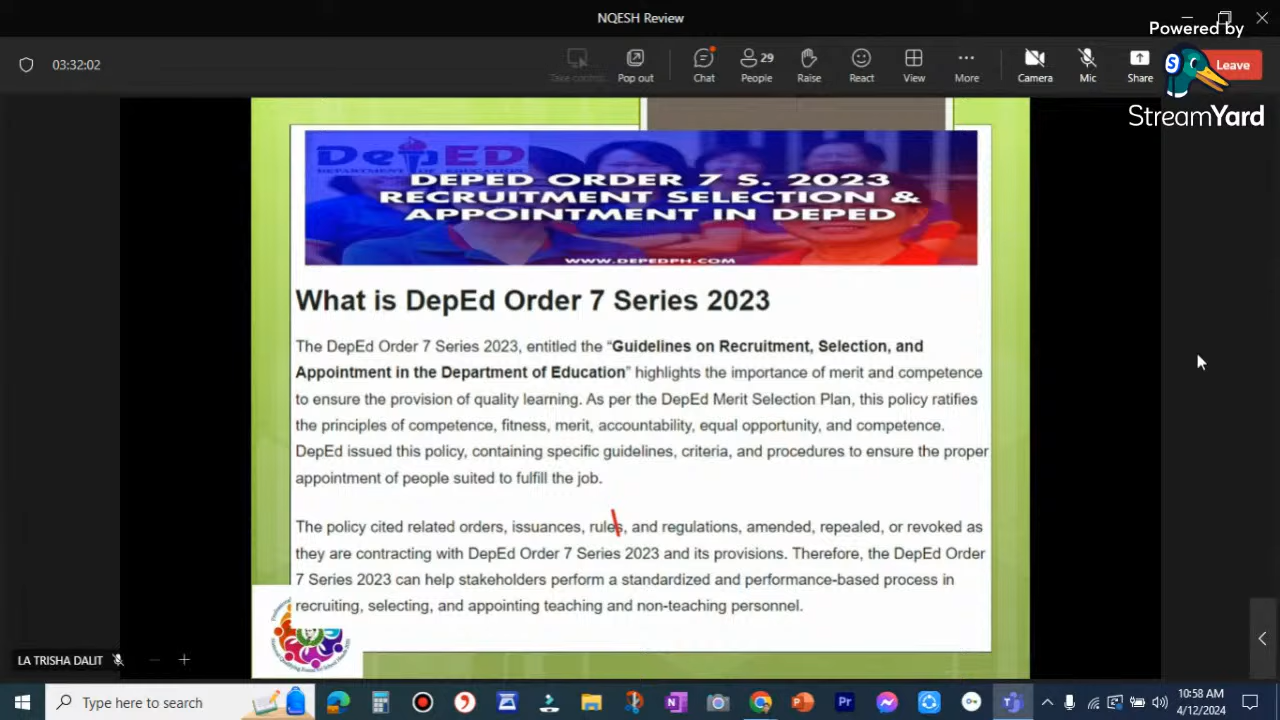 NQESH Review
Powered by
StreamYard
03:32:02
Take control
Pop out
Chat
29
People
Raise
React
View
More
Camera
Mic
Share
Leave
DepED
DEPARTMENT OF EDUCATION
DEPED ORDER 7 S. 2023
RECRUITMENT SELECTION &
APPOINTMENT IN DEPED
WWW.DEPEDPH.COM
What is DepEd Order 7 Series 2023
The DepEd Order 7 Series 2023, entitled the “Guidelines on Recruitment, Selection, and
Appointment in the Department of Education” highlights the importance of merit and competence
to ensure the provision of quality learning. As per the DepEd Merit Selection Plan, this policy ratifies
the principles of competence, fitness, merit, accountability, equal opportunity, and competence.
DepEd issued this policy, containing specific guidelines, criteria, and procedures to ensure the proper
appointment of people suited to fulfill the job.
The policy cited related orders, issuances, rules, and regulations, amended, repealed, or revoked as
they are contracting with DepEd Order 7 Series 2023 and its provisions. Therefore, the DepEd Order
7 Series 2023 can help stakeholders perform a standardized and performance-based process in
recruiting, selecting, and appointing teaching and non-teaching personnel.
LA TRISHA DALIT
Type here to search
10:58 AM
4/12/2024